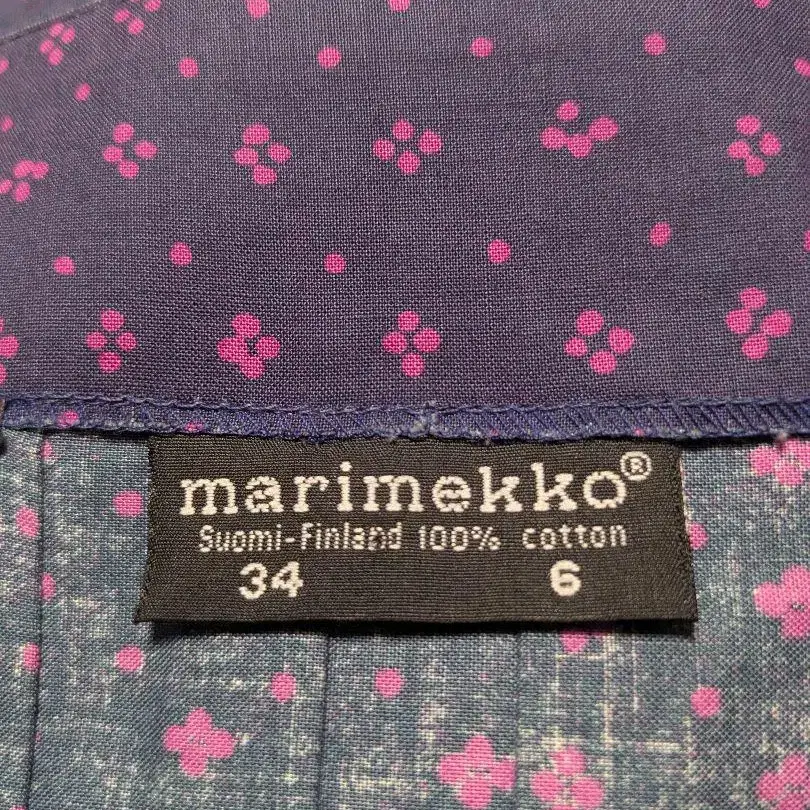 marimekko®
Suomi-Finland 100% cotton
34 6